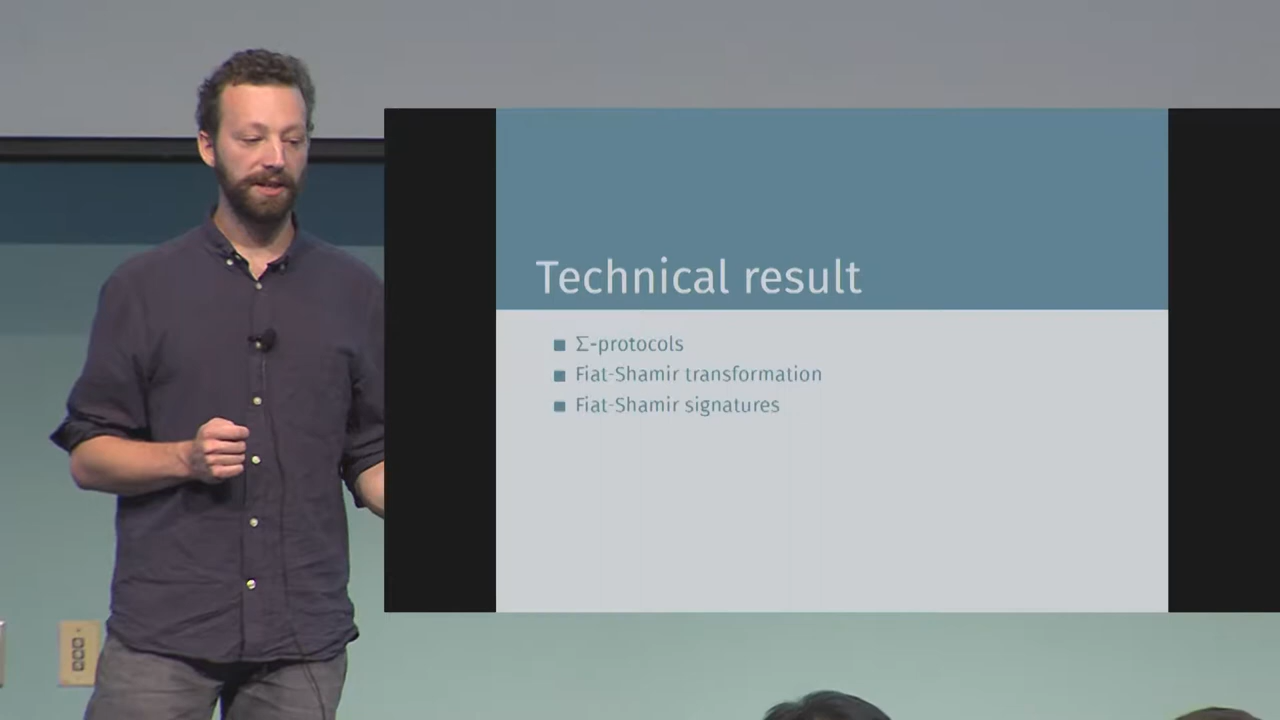 Technical result
Σ-protocols
Fiat-Shamir transformation
Fiat-Shamir signatures